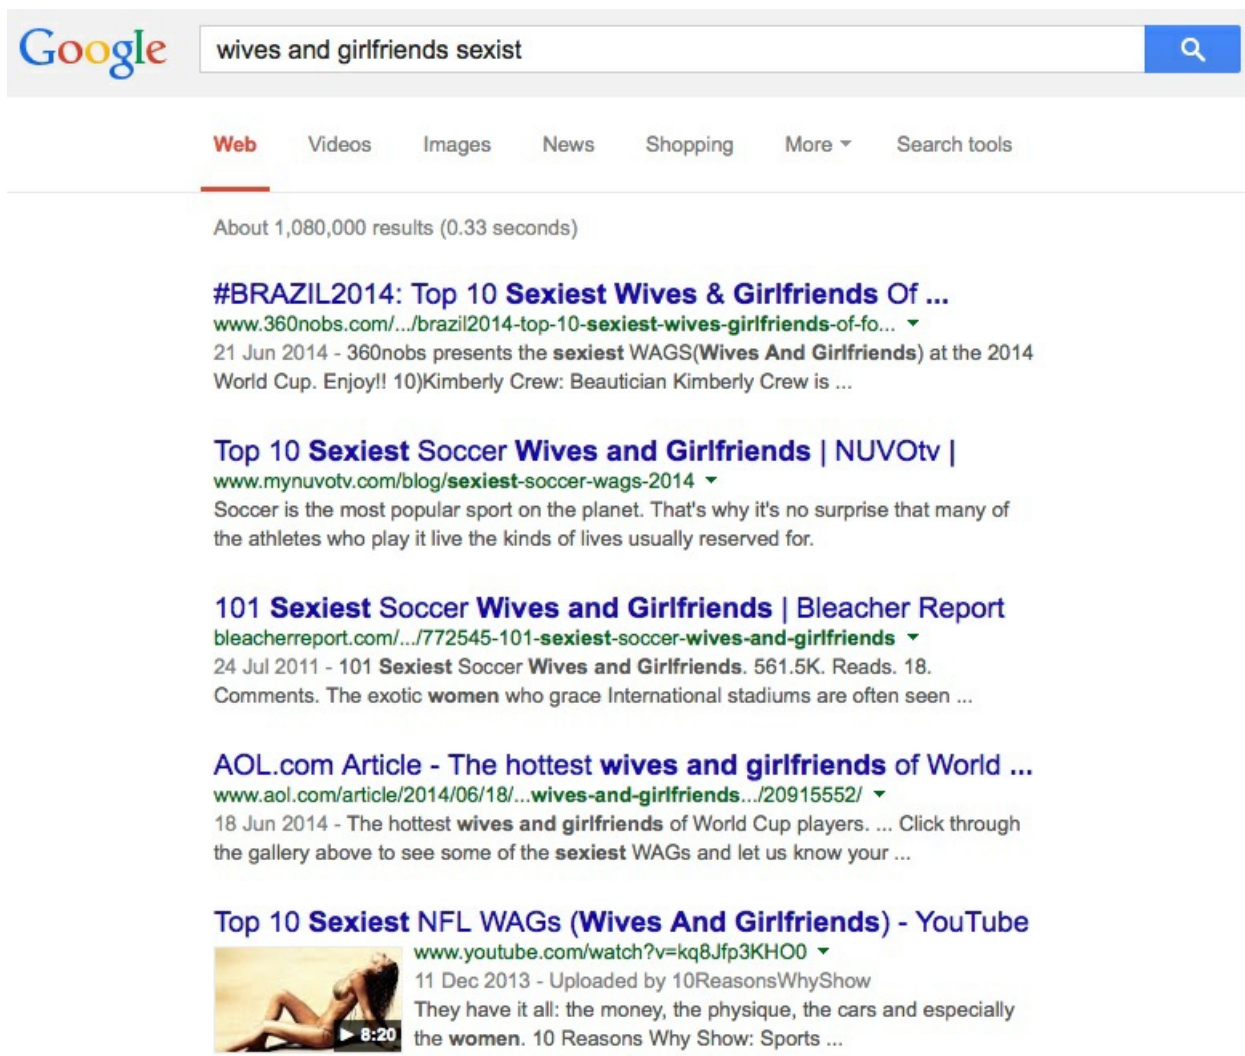 Google
wives and girlfriends sexist
Web Videos Images News Shopping More Search tools
About 1,080,000 results (0.33 seconds)
#BRAZIL2014: Top 10 Sexiest Wives & Girlfriends Of ...
www.360nobs.com/.../brazil2014-top-10-sexiest-wives-girlfriends-of-fo...
21 Jun 2014 - 360nobs presents the sexiest WAGS(Wives And Girlfriends) at the 2014
World Cup. Enjoy!! 10)Kimberly Crew: Beautician Kimberly Crew is ...
Top 10 Sexiest Soccer Wives and Girlfriends | NUVOtv |
www.mynuvotv.com/blog/sexiest-soccer-wags-2014
Soccer is the most popular sport on the planet. That's why it's no surprise that many of
the athletes who play it live the kinds of lives usually reserved for.
101 Sexiest Soccer Wives and Girlfriends | Bleacher Report
bleacherreport.com/.../772545-101-sexiest-soccer-wives-and-girlfriends
24 Jul 2011 - 101 Sexiest Soccer Wives and Girlfriends. 561.5K. Reads. 18.
Comments. The exotic women who grace International stadiums are often seen ...
AOL.com Article - The hottest wives and girlfriends of World ...
www.aol.com/article/2014/06/18/...wives-and-girlfriends.../20915552/
18 Jun 2014 - The hottest wives and girlfriends of World Cup players. ... Click through
the gallery above to see some of the sexiest WAGs and let us know your ...
Top 10 Sexiest NFL WAGs (Wives And Girlfriends) - YouTube
www.youtube.com/watch?v=kq8Jfp3KHO0
11 Dec 2013 - Uploaded by 10ReasonsWhyShow
They have it all: the money, the physique, the cars and especially
8:20
the women. 10 Reasons Why Show: Sports ...